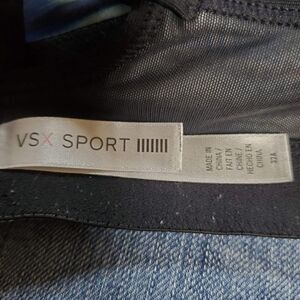 VSX SPORT
MADE IN
CHINA /
FAIT EN
CHINE /
HECHO EN
CHINA
32A